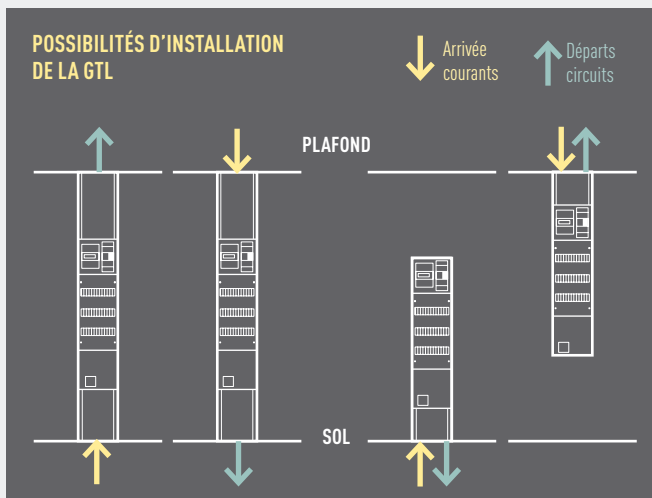 POSSIBILITÉS D'INSTALLATION
DE LA GTL
Arrivée
courants
Départs
circuits
PLAFOND
SOL